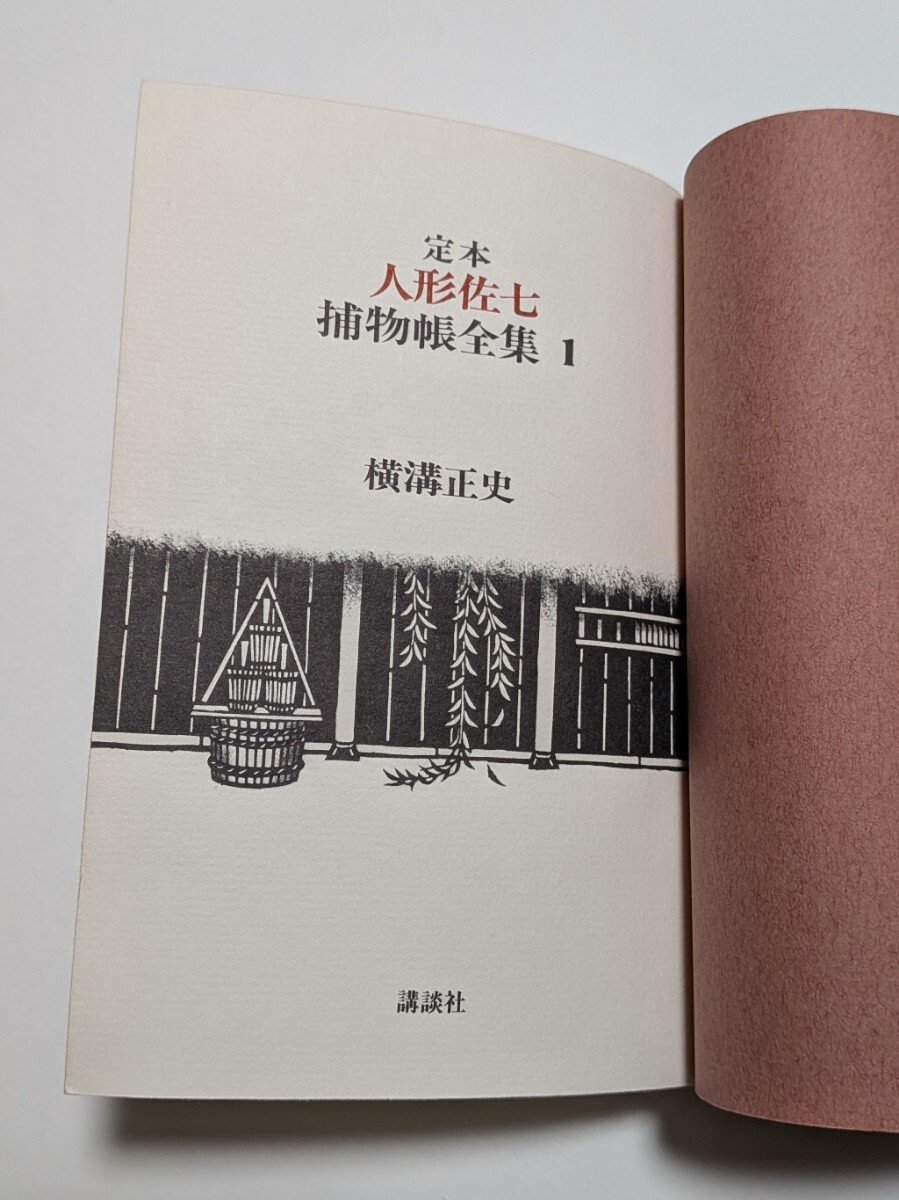 定本
人形佐七
捕物帳全集 1
横溝正史
講談社